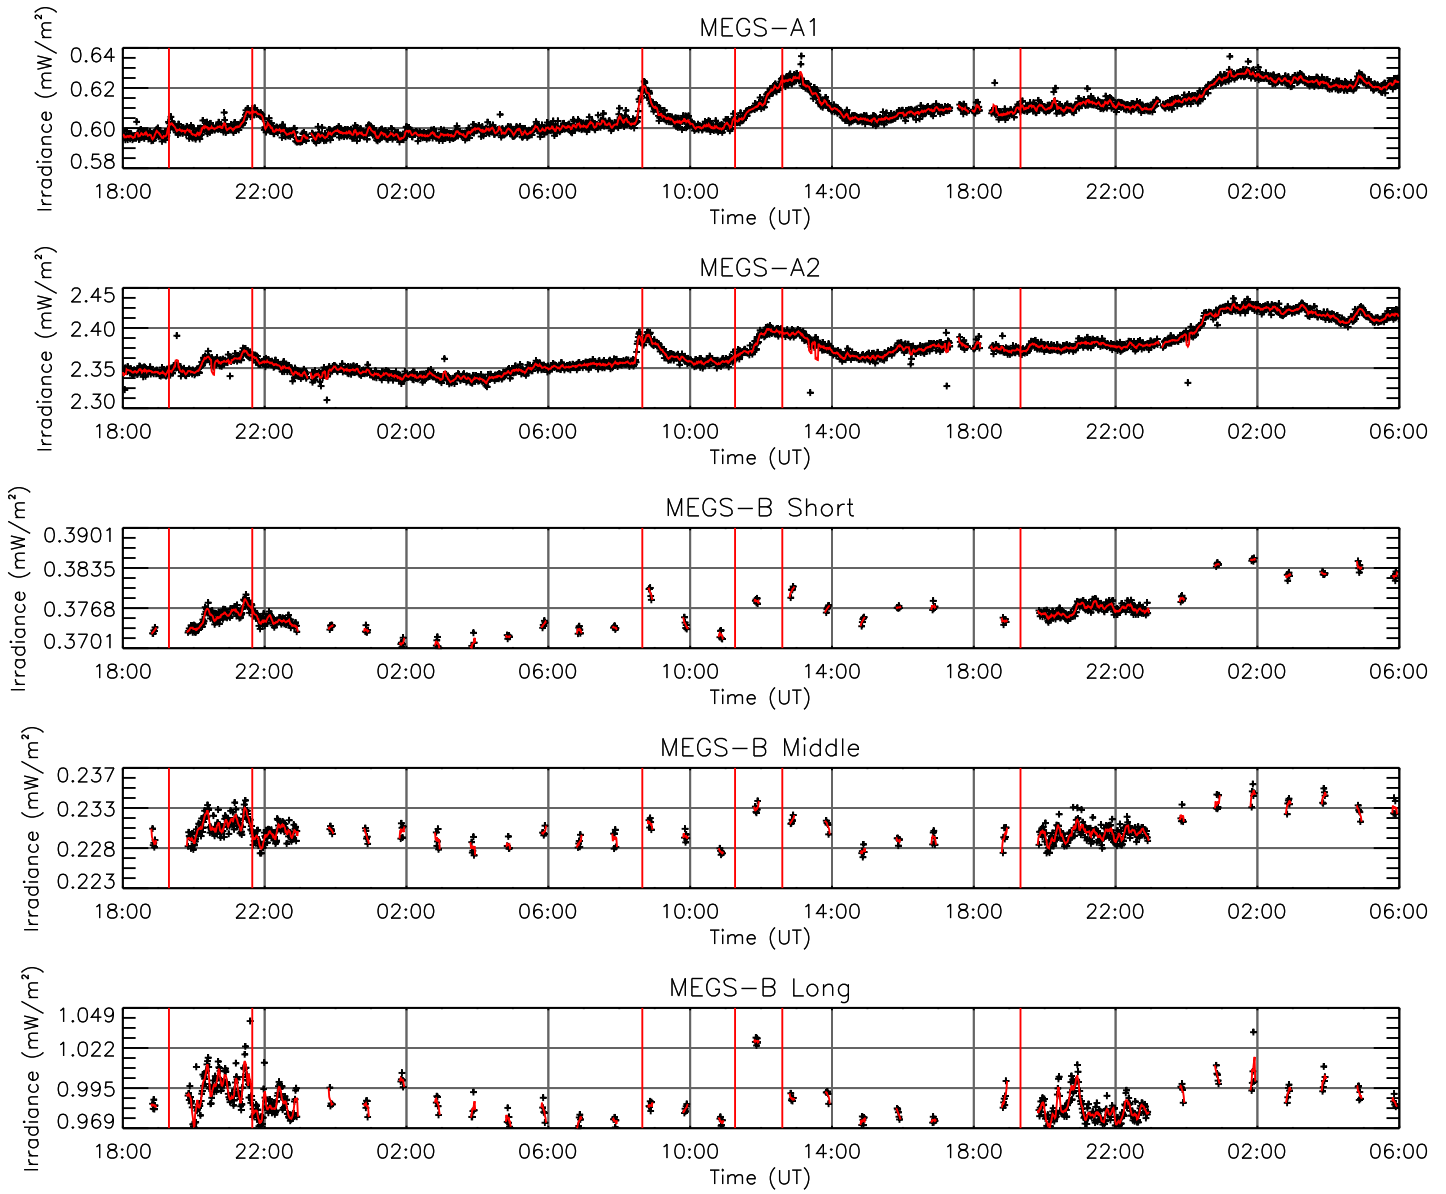 MEGS-A1
Irradiance (mW/m²)
0.64
0.62
0.60
0.58
18:00 22:00 02:00 06:00 10:00 14:00 18:00 22:00 02:00 06:00
Time (UT)
MEGS-A2
Irradiance (mW/m²)
2.45
2.40
2.35
2.30
18:00 22:00 02:00 06:00 10:00 14:00 18:00 22:00 02:00 06:00
Time (UT)
MEGS-B Short
Irradiance (mW/m²)
0.3901
0.3835
0.3768
0.3701
18:00 22:00 02:00 06:00 10:00 14:00 18:00 22:00 02:00 06:00
Time (UT)
MEGS-B Middle
Irradiance (mW/m²)
0.237
0.233
0.228
0.223
18:00 22:00 02:00 06:00 10:00 14:00 18:00 22:00 02:00 06:00
Time (UT)
MEGS-B Long
Irradiance (mW/m²)
1.049
1.022
0.995
0.969
18:00 22:00 02:00 06:00 10:00 14:00 18:00 22:00 02:00 06:00
Time (UT)